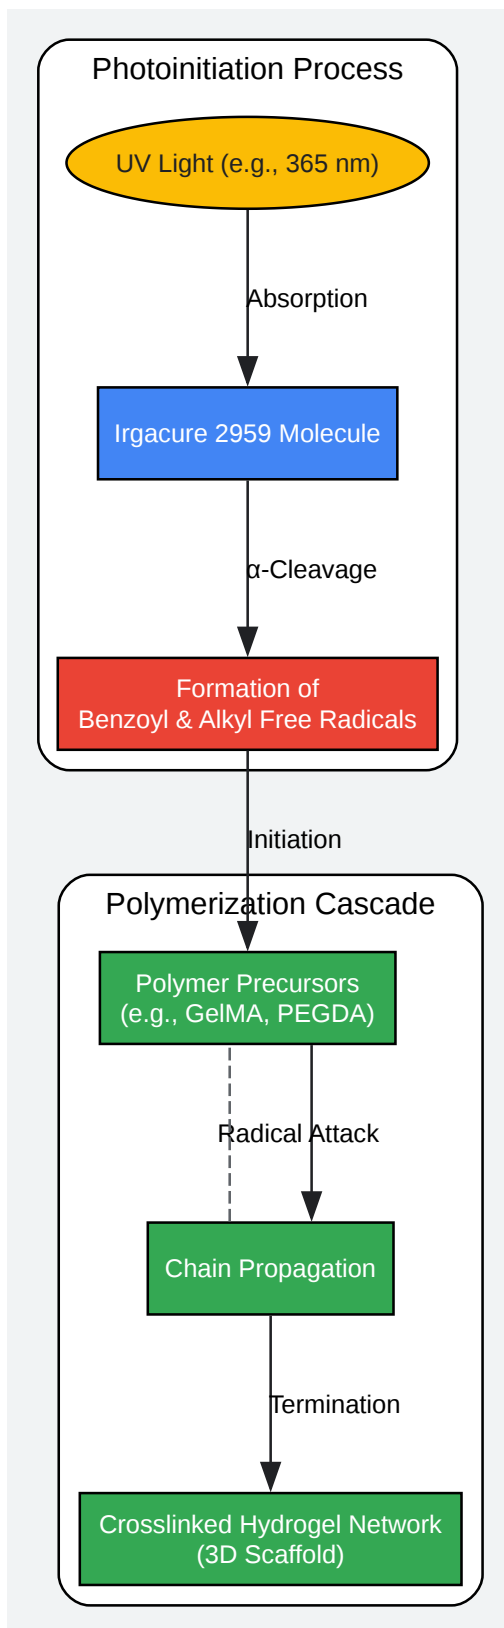 Photoinitiation Process
UV Light (e.g., 365 nm)
Absorption
Irgacure 2959 Molecule
α-Cleavage
Formation of
Benzoyl & Alkyl Free Radicals
Initiation
Polymerization Cascade
Polymer Precursors
(e.g., GelMA, PEGDA)
Radical Attack
Chain Propagation
Termination
Crosslinked Hydrogel Network
(3D Scaffold)